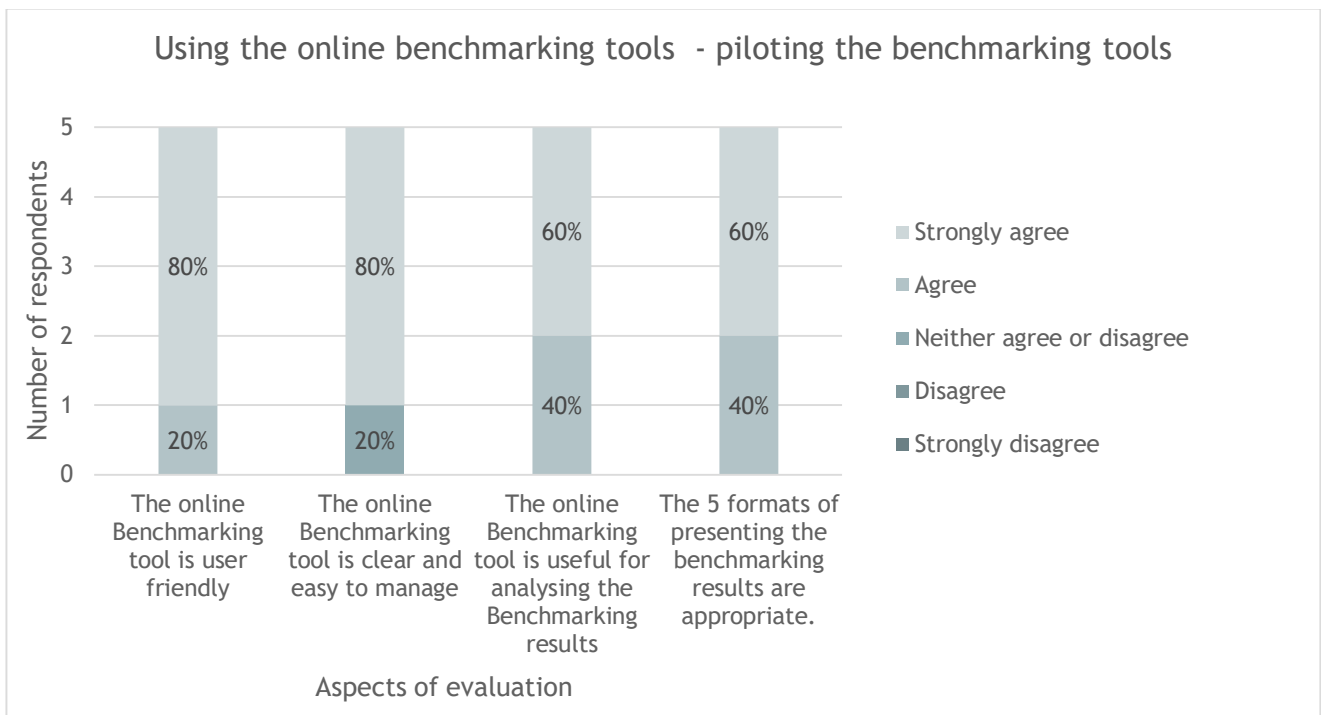 Using the online benchmarking tools - piloting the benchmarking tools
Number of respondents
5
4
3
2
1
0
80%
20%
80%
20%
60%
40%
60%
40%
The online
Benchmarking
tool is user
friendly
The online
Benchmarking
tool is clear and
easy to manage
The online
Benchmarking
tool is useful for
analysing the
Benchmarking
results
The 5 formats of
presenting the
benchmarking
results are
appropriate.
Aspects of evaluation
Strongly agree
Agree
Neither agree or disagree
Disagree
Strongly disagree